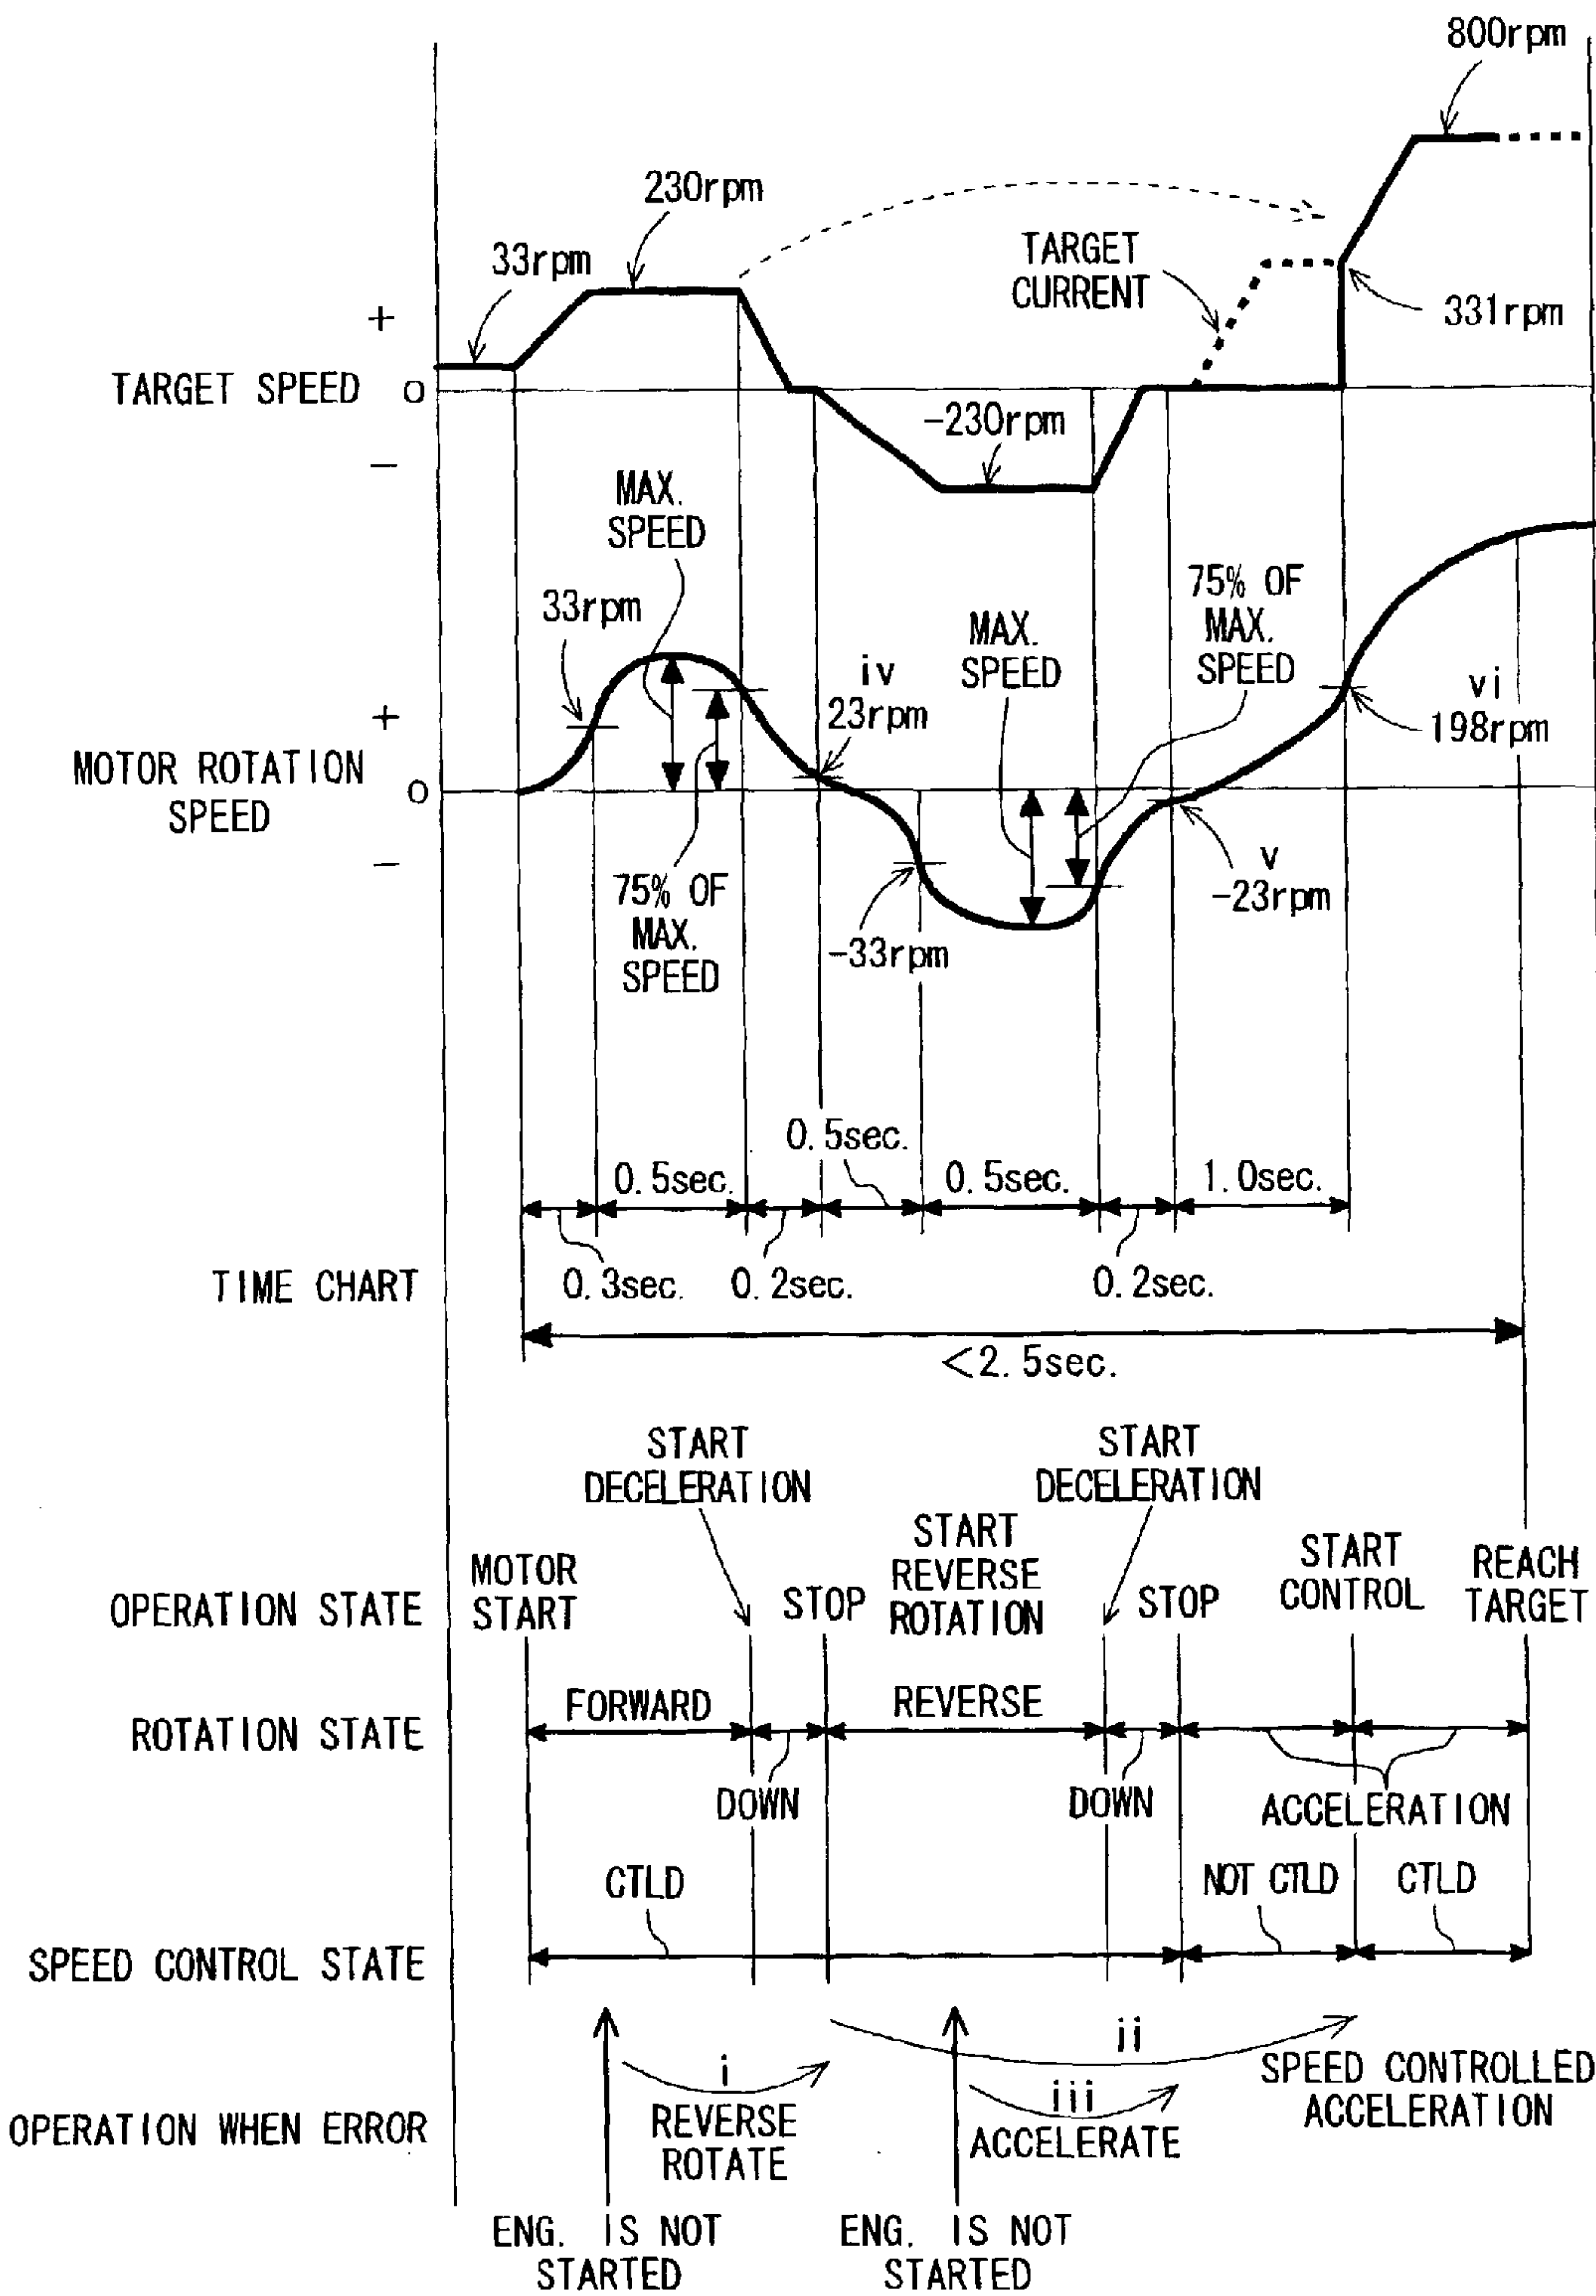 800rpm
230rpm
33rpm
TARGET
CURRENT
331rpm
+
TARGET SPEED 0
-230rpm
−
MAX.
SPEED
75% OF
MAX.
SPEED
33rpm
MAX.
SPEED
iv
23rpm
vi
198rpm
+
MOTOR ROTATION
SPEED
0
−
v
-23rpm
75% OF
MAX.
SPEED
-33rpm
0.5sec.
0.5sec.
0.5sec.
1.0sec.
TIME CHART
0.3sec.
0.2sec.
0.2sec.
<2.5sec.
START
DECELERATION
START
DECELERATION
OPERATION STATE
MOTOR
START
STOP
START
REVERSE
ROTATION
STOP
START
CONTROL
REACH
TARGET
ROTATION STATE
FORWARD
REVERSE
DOWN
DOWN
ACCELERATION
CTLD
NOT CTLD
CTLD
SPEED CONTROL STATE
i
ii
iii
SPEED CONTROLLED
ACCELERATION
OPERATION WHEN ERROR
REVERSE
ROTATE
ACCELERATE
ENG. IS NOT
STARTED
ENG. IS NOT
STARTED